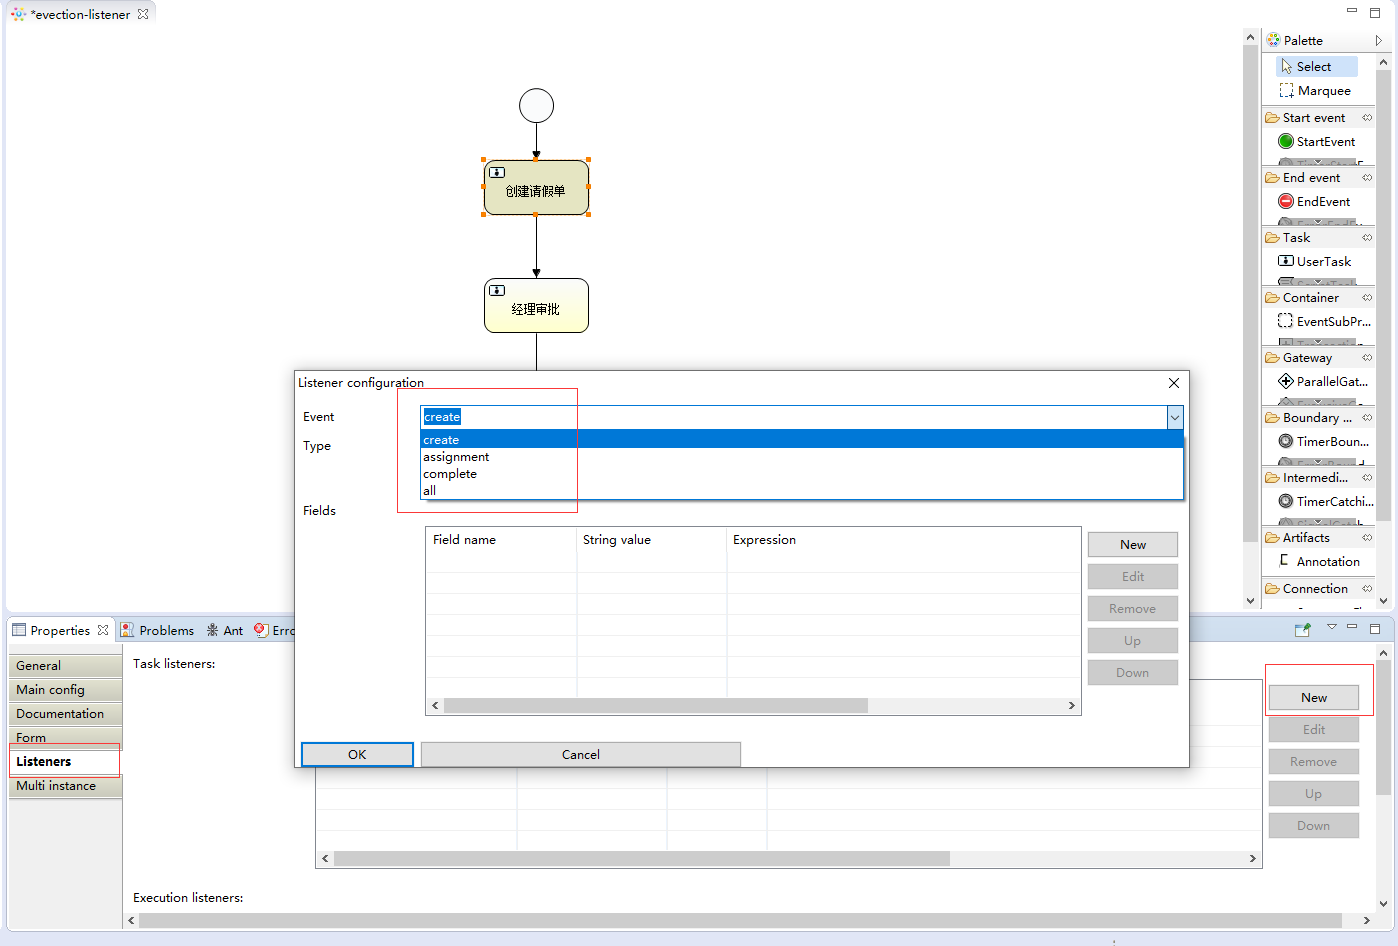 *evection-listener
Palette
Select
Marquee
Start event
StartEvent
End event
EndEvent
Task
UserTask
Container
EventSubPr...
Gateway
ParallelGat...
Boundary ...
TimerBoun...
Intermedi...
TimerCatchi...
Artifacts
Annotation
Connection
创建请假单
经理审批
Listener configuration
Event
create
create
assignment
complete
all
Type
Fields
Field name
String value
Expression
New
Edit
Remove
Up
Down
OK
Cancel
Properties
Problems
Ant
Erro
General
Main config
Documentation
Form
Listeners
Multi instance
Task listeners:
New
Edit
Remove
Up
Down
Execution listeners: